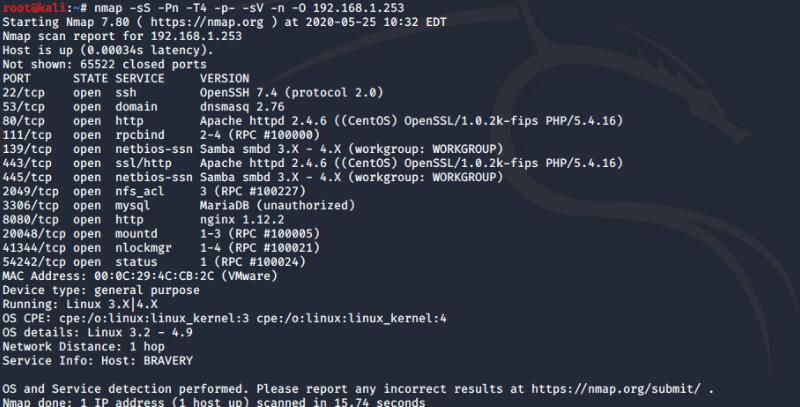 root@kali:~# nmap -sS -Pn -T4 -p- -sV -n -O 192.168.1.253
Starting Nmap 7.80 ( https://nmap.org ) at 2020-05-25 10:32 EDT
Nmap scan report for 192.168.1.253
Host is up (0.00034s latency).
Not shown: 65522 closed ports
PORT      STATE SERVICE     VERSION
22/tcp    open  ssh         OpenSSH 7.4 (protocol 2.0)
53/tcp    open  domain      dnsmasq 2.76
80/tcp    open  http        Apache httpd 2.4.6 ((CentOS) OpenSSL/1.0.2k-fips PHP/5.4.16)
111/tcp   open  rpcbind     2-4 (RPC #100000)
139/tcp   open  netbios-ssn Samba smbd 3.X - 4.X (workgroup: WORKGROUP)
443/tcp   open  ssl/http    Apache httpd 2.4.6 ((CentOS) OpenSSL/1.0.2k-fips PHP/5.4.16)
445/tcp   open  netbios-ssn Samba smbd 3.X - 4.X (workgroup: WORKGROUP)
2049/tcp  open  nfs_acl     3 (RPC #100227)
3306/tcp  open  mysql       MariaDB (unauthorized)
8080/tcp  open  http        nginx 1.12.2
20048/tcp open  mountd      1-3 (RPC #100005)
41344/tcp open  nlockmgr    1-4 (RPC #100021)
54242/tcp open  status      1 (RPC #100024)
MAC Address: 00:0C:29:4C:CB:2C (VMware)
Device type: general purpose
Running: Linux 3.X|4.X
OS CPE: cpe:/o:linux:linux_kernel:3 cpe:/o:linux:linux_kernel:4
OS details: Linux 3.2 - 4.9
Network Distance: 1 hop
Service Info: Host: BRAVERY
OS and Service detection performed. Please report any incorrect results at https://nmap.org/submit/ .
Nmap done: 1 IP address (1 host up) scanned in 15.74 seconds